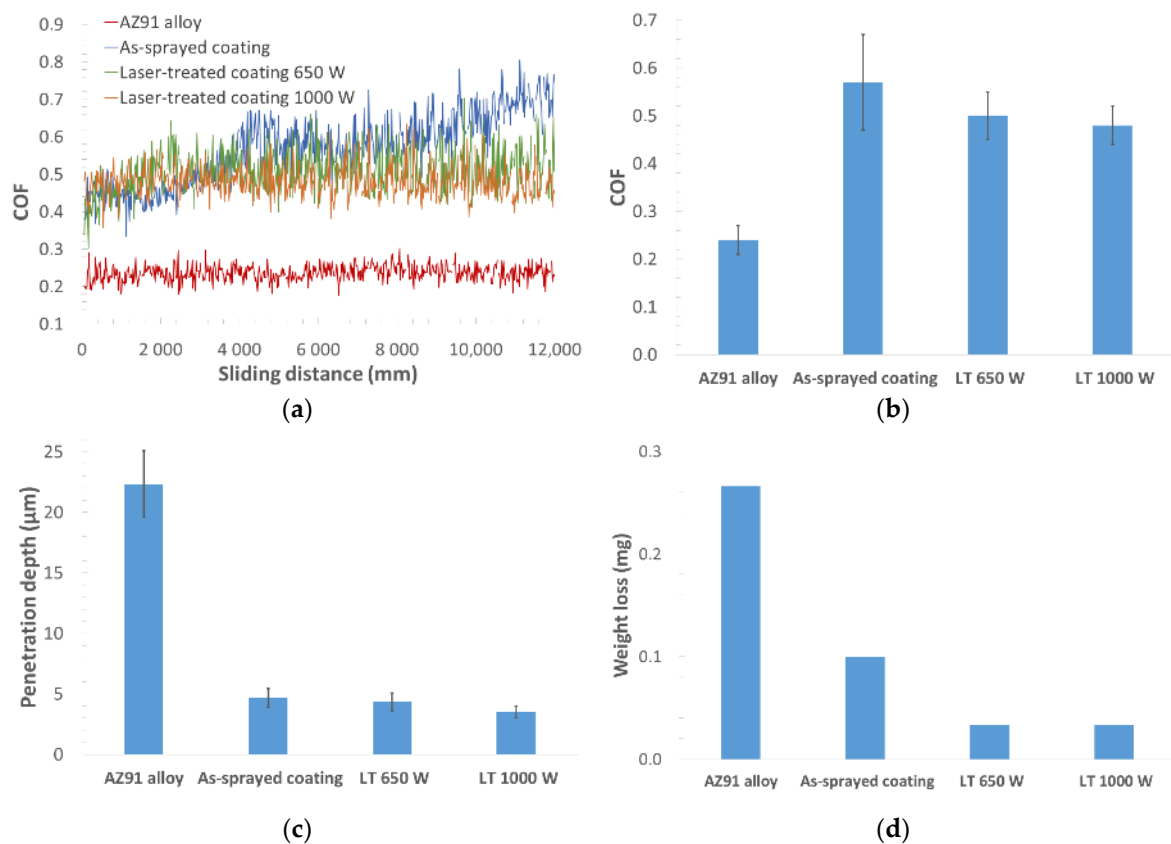 0.9
0.8
0.7
0.6
0.5
0.4
0.3
0.2
0.1
COF
AZ91 alloy
As-sprayed coating
Laser-treated coating 650 W
Laser-treated coating 1000 W
0 2 000 4 000 6 000 8 000 10,000 12,000
Sliding distance (mm)
(a)
0.7
0.6
0.5
0.4
0.3
0.2
0.1
0.0
COF
AZ91 alloy As-sprayed coating LT 650 W LT 1000 W
(b)
25
20
15
10
5
0
Penetration depth (µm)
AZ91 alloy As-sprayed coating LT 650 W LT 1000 W
(c)
0.3
0.2
0.1
0.0
Weight loss (mg)
AZ91 alloy As-sprayed coating LT 650 W LT 1000 W
(d)